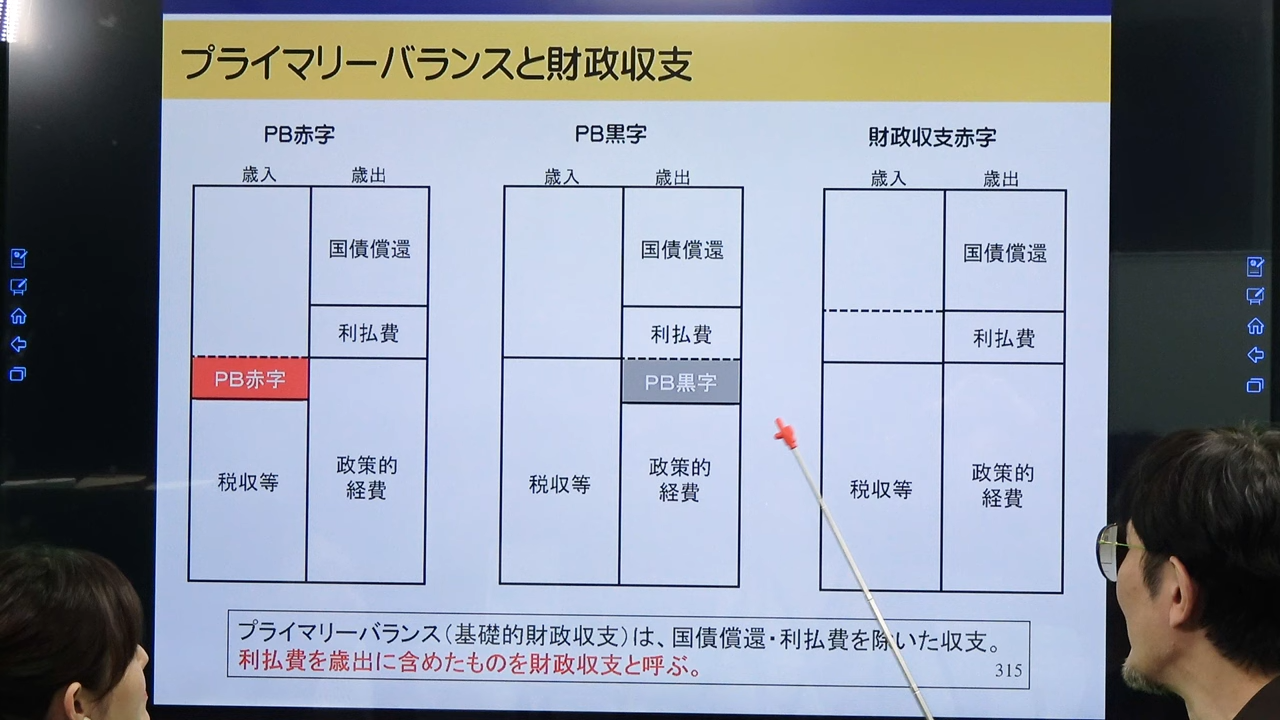 プライマリーバランスと財政収支
PB赤字
歳入
歳出
国債償還
利払費
PB赤字
税収等
政策的
経費
PB黒字
歳入
歳出
国債償還
利払費
PB黒字
税収等
政策的
経費
財政収支赤字
歳入
歳出
国債償還
利払費
税収等
政策的
経費
プライマリーバランス(基礎的財政収支)は、国債償還・利払費を除いた収支。
利払費を歳出に含めたものを財政収支と呼ぶ。
315